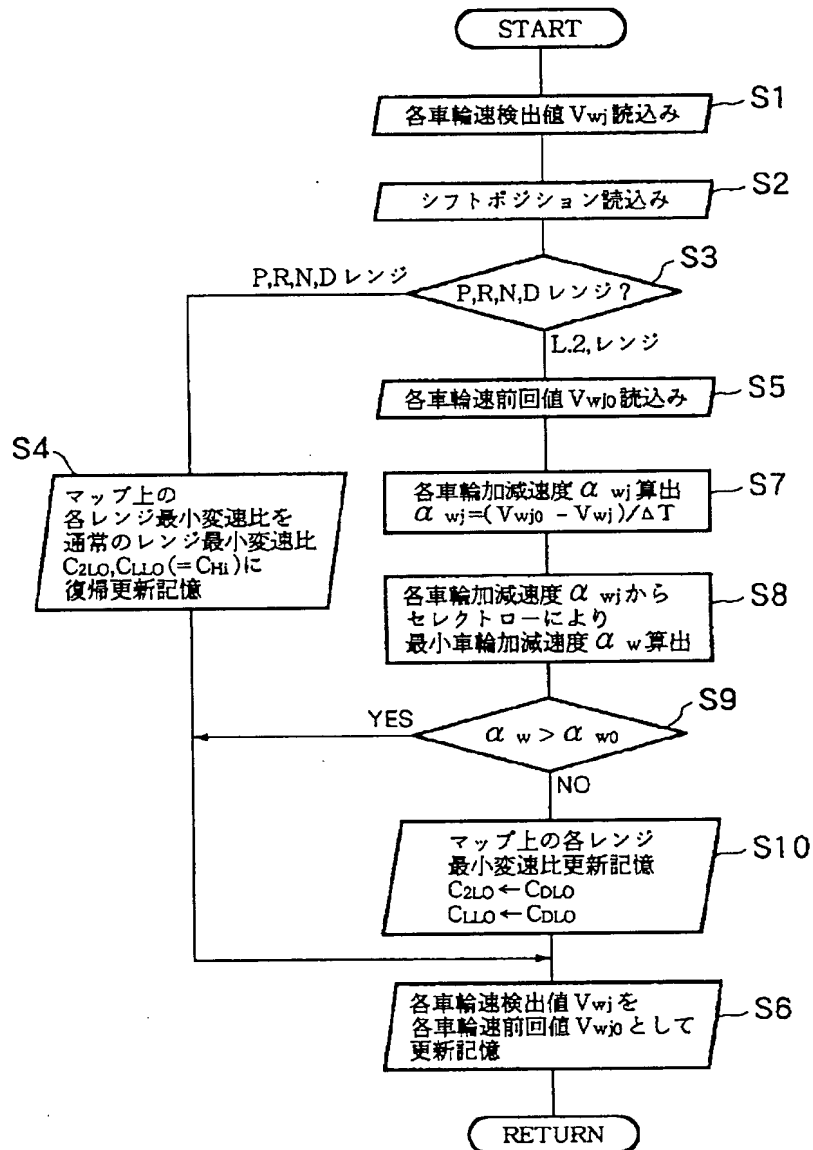 START
各車輪速検出値 Vwj 読込み
S1
シフトポジション読込み
S2
P,R,N,D レンジ
P,R,N,D レンジ？
S3
L.2,レンジ
各車輪速前回値 Vwj0 読込み
S5
S4
マップ上の
各レンジ最小変速比を
通常のレンジ最小変速比
C2LO,CLLO(=CHi)に
復帰更新記憶
各車輪加減速度 α wj 算出
α wj=(Vwj0 - Vwj)/ΔT
S7
各車輪加減速度 α wjから
セレクトローにより
最小車輪加減速度 α w 算出
S8
YES
α w > α w0
S9
NO
マップ上の各レンジ
最小変速比更新記憶
C2LO ← CDLO
CLLO ← CDLO
S10
各車輪速検出値 Vwj を
各車輪速前回値 Vwj0 として
更新記憶
S6
RETURN